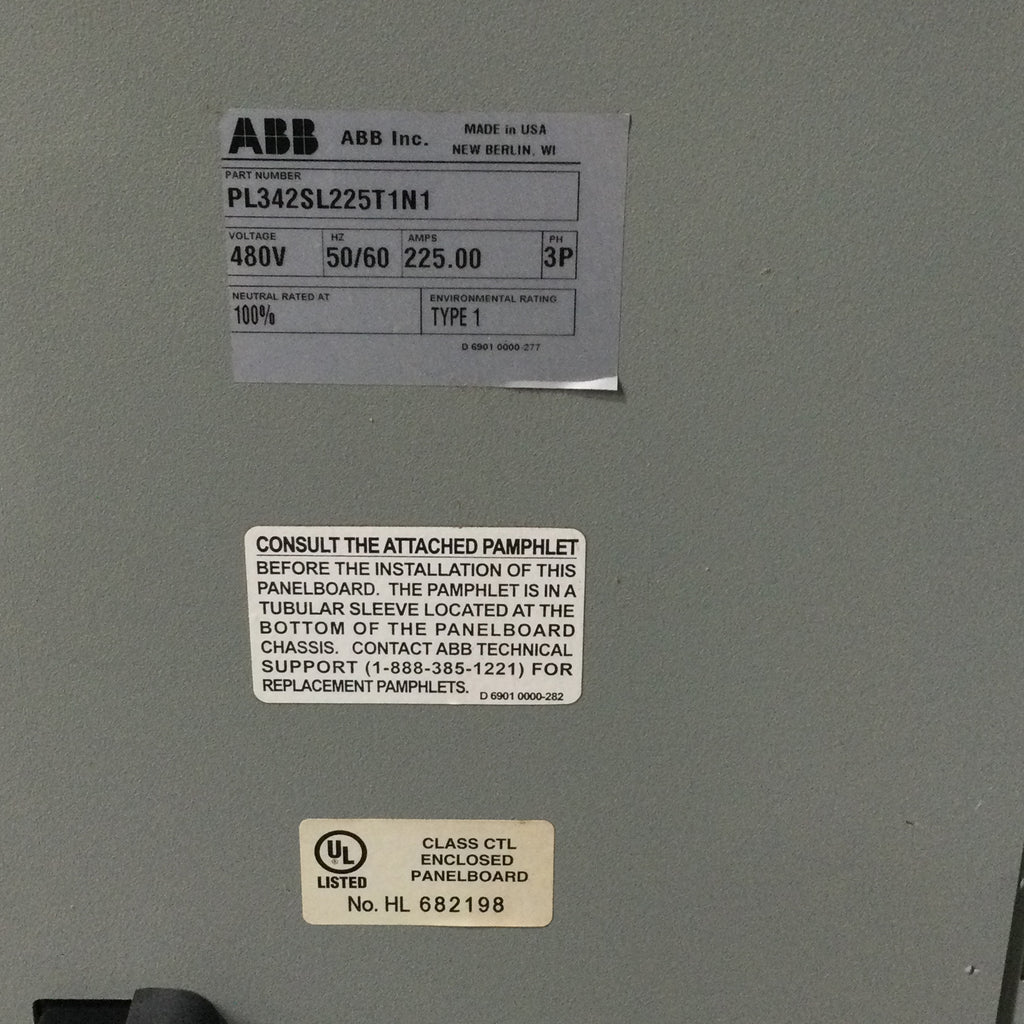 ABB ABB Inc. MADE in USA
NEW BERLIN, WI
PART NUMBER
PL342SL225T1N1
VOLTAGE HZ AMPS PH
480V 50/60 225.00 3P
NEUTRAL RATED AT ENVIRONMENTAL RATING
100% TYPE 1
D 6901 0000-277
CONSULT THE ATTACHED PAMPHLET
BEFORE THE INSTALLATION OF THIS
PANELBOARD. THE PAMPHLET IS IN A
TUBULAR SLEEVE LOCATED AT THE
BOTTOM OF THE PANELBOARD
CHASSIS. CONTACT ABB TECHNICAL
SUPPORT (1-888-385-1221) FOR
REPLACEMENT PAMPHLETS. D 6901 0000-282
UL
LISTED
CLASS CTL
ENCLOSED
PANELBOARD
No. HL 682198